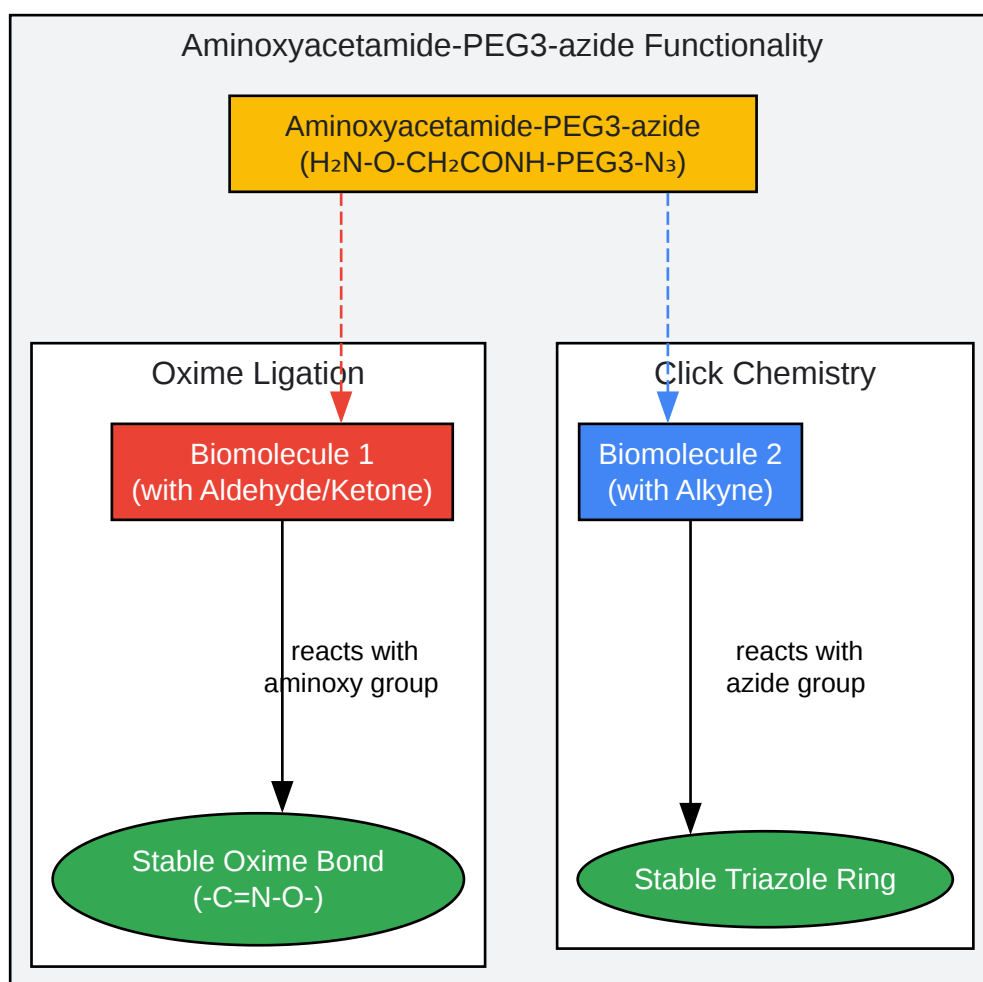 Aminoxyacetamide-PEG3-azide Functionality
Aminoxyacetamide-PEG3-azide
(H₂N-O-CH₂CONH-PEG3-N₃)
Oxime Ligation
Biomolecule 1
(with Aldehyde/Ketone)
reacts with
aminoxy group
Stable Oxime Bond
(-C=N-O-)
Click Chemistry
Biomolecule 2
(with Alkyne)
reacts with
azide group
Stable Triazole Ring